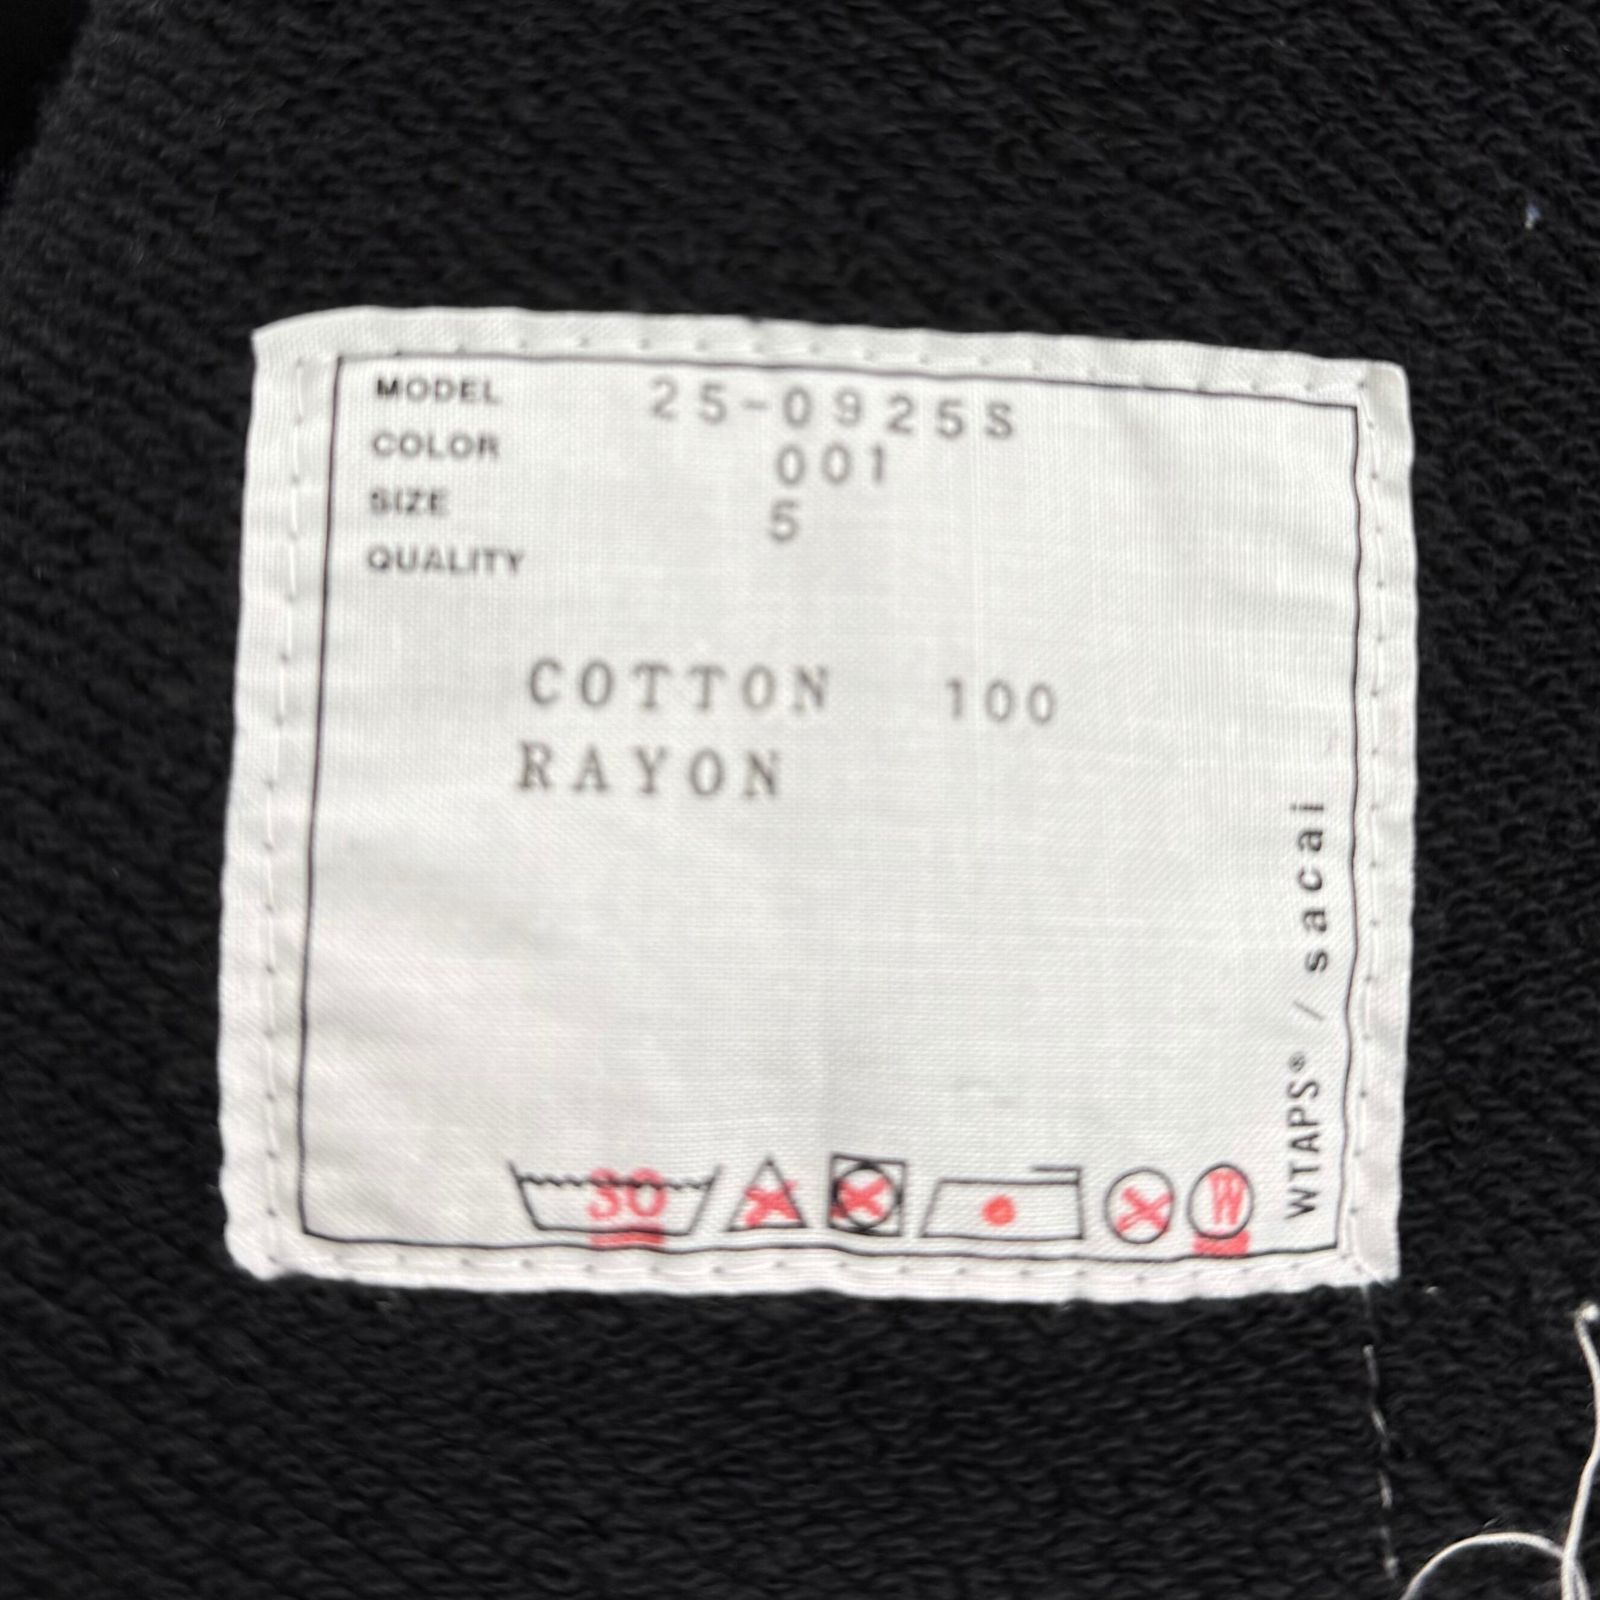 MODEL 25-0925S
COLOR 001
SIZE 5
QUALITY
COTTON 100
RAYON
WTAPS® / sacai
30
W